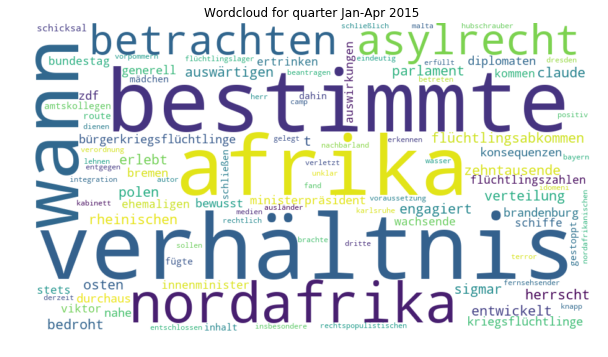 Wordcloud for quarter Jan-Apr 2015
schicksal
schließlich
malta
hubschrauber
betrachten
asylrecht
vorpommern
flüchtlingslager
eindeutig
dresden
bundestag
generell
ertrinken
beantragen
erfüllt
betreten
diplomaten
mädchen
auswärtigen
auswirkungen
parlament
kommen
claude
wann
zdf
herr
camp
dahin
bestimmte
amtskollegen
route
dienen
positiv
bürgerkriegsflüchtlinge
gelegt
t
nachbarland
erkennen
flüchtlingsabkommen
verordnung
entgegen
lehnen
erlebt
bremen
schließen
afrika
verletzt
unklar
wasser
konsequenzen
bayern
zehntausende
integration
autor
fand
voraussetzung
flüchtlingszahlen
idomeni
polen
kabinett
ehemaligen
bewusst
ministerpräsident
verteilung
nordafrikanischen
medien
ausländer
karlsruhe
engagiert
brandenburg
rheinischen
rechtlich
wachsende
schiffe
gestoppt
verhältnis
sollen
brachte
dritte
terror
fügte
osten
innenminister
fernsehsender
stets
derzeit
durchaus
nordafrika
sigmar
herrscht
viktor
nahe
entwickelt
knapp
bedroht
entschlossen
inhalt
insbesondere
rechtspopulistischen
kriegsflüchtlinge